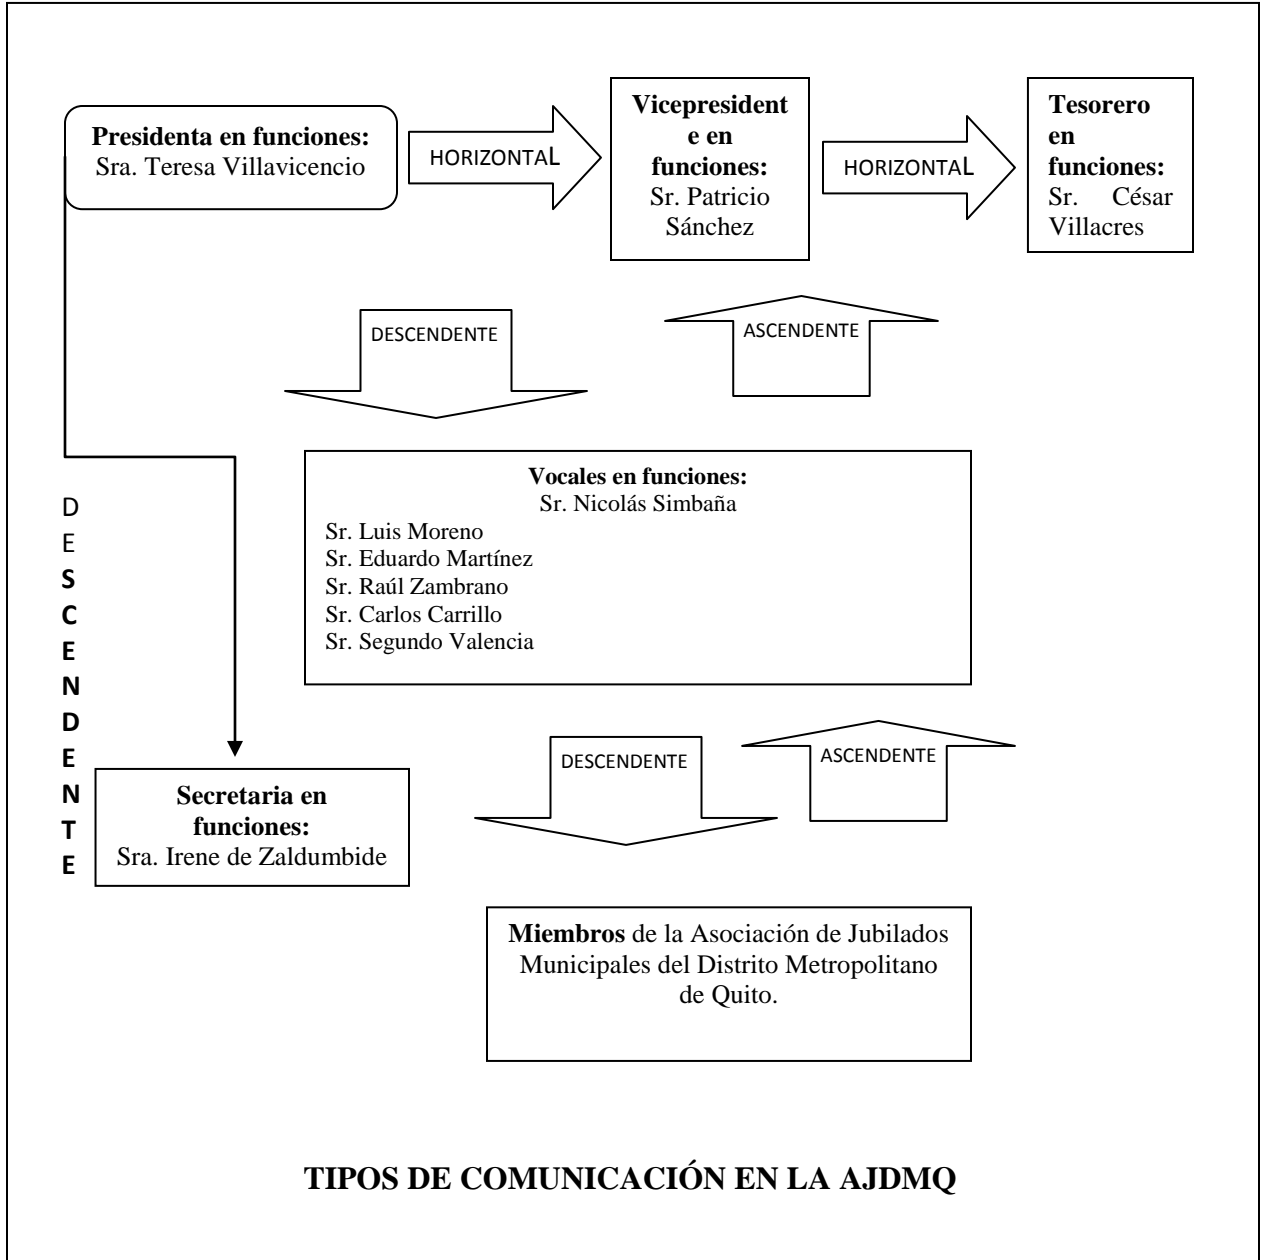 Presidenta en funciones:
Sra. Teresa Villavicencio
HORIZONTAL
Vicepresident
e en
funciones:
Sr. Patricio
Sánchez
HORIZONTAL
Tesorero
en
funciones:
Sr. César
Villacres
DESCENDENTE
ASCENDENTE
Vocales en funciones:
Sr. Nicolás Simbaña
Sr. Luis Moreno
Sr. Eduardo Martínez
Sr. Raúl Zambrano
Sr. Carlos Carrillo
Sr. Segundo Valencia
D
E
S
C
E
N
D
E
N
T
E
DESCENDENTE
ASCENDENTE
Secretaria en
funciones:
Sra. Irene de Zaldumbide
Miembros de la Asociación de Jubilados
Municipales del Distrito Metropolitano
de Quito.
TIPOS DE COMUNICACIÓN EN LA AJDMQ